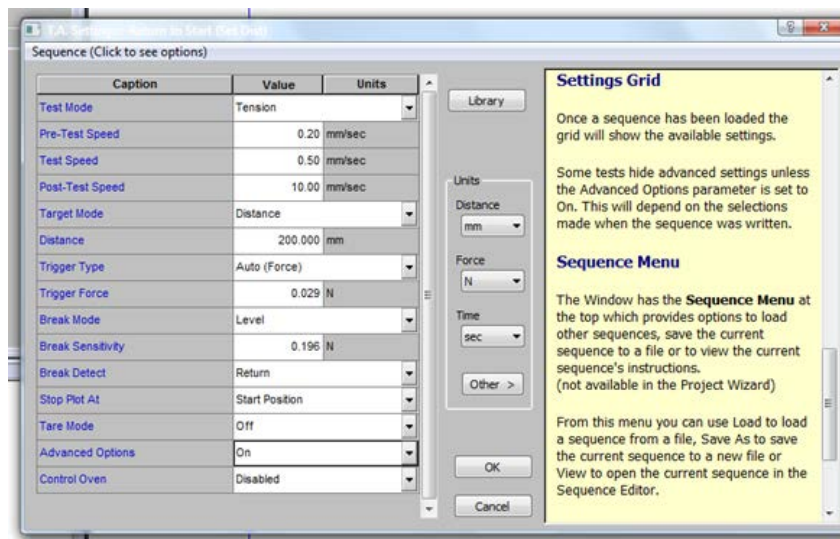 T.A. Settings: Return to Start (Set Dist)
Sequence (Click to see options)
Caption Value Units
Test Mode Tension
Pre-Test Speed 0.20 mm/sec
Test Speed 0.50 mm/sec
Post-Test Speed 10.00 mm/sec
Target Mode Distance
Distance 200.000 mm
Trigger Type Auto (Force)
Trigger Force 0.029 N
Break Mode Level
Break Sensitivity 0.196 N
Break Detect Return
Stop Plot At Start Position
Tare Mode Off
Advanced Options On
Control Oven Disabled
Library
Units
Distance
mm
Force
N
Time
sec
Other >
OK
Cancel
Settings Grid
Once a sequence has been loaded the
grid will show the available settings.
Some tests hide advanced settings unless
the Advanced Options parameter is set to
On. This will depend on the selections
made when the sequence was written.
Sequence Menu
The Window has the Sequence Menu at
the top which provides options to load
other sequences, save the current
sequence to a file or to view the current
sequence's instructions.
(not available in the Project Wizard)
From this menu you can use Load to load
a sequence from a file, Save As to save
the current sequence to a new file or
View to open the current sequence in the
Sequence Editor.